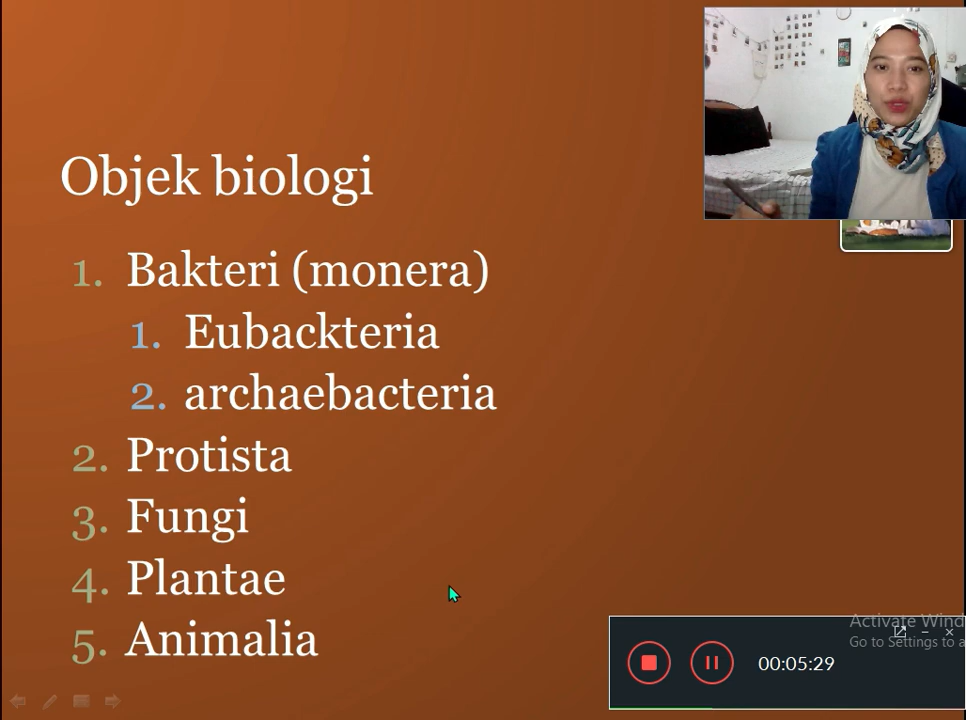 Objek biologi
1. Bakteri (monera)
1. Eubackteria
2. archaebacteria
2. Protista
3. Fungi
4. Plantae
5. Animalia
Activate Wind
Go to Settings to a
00:05:29